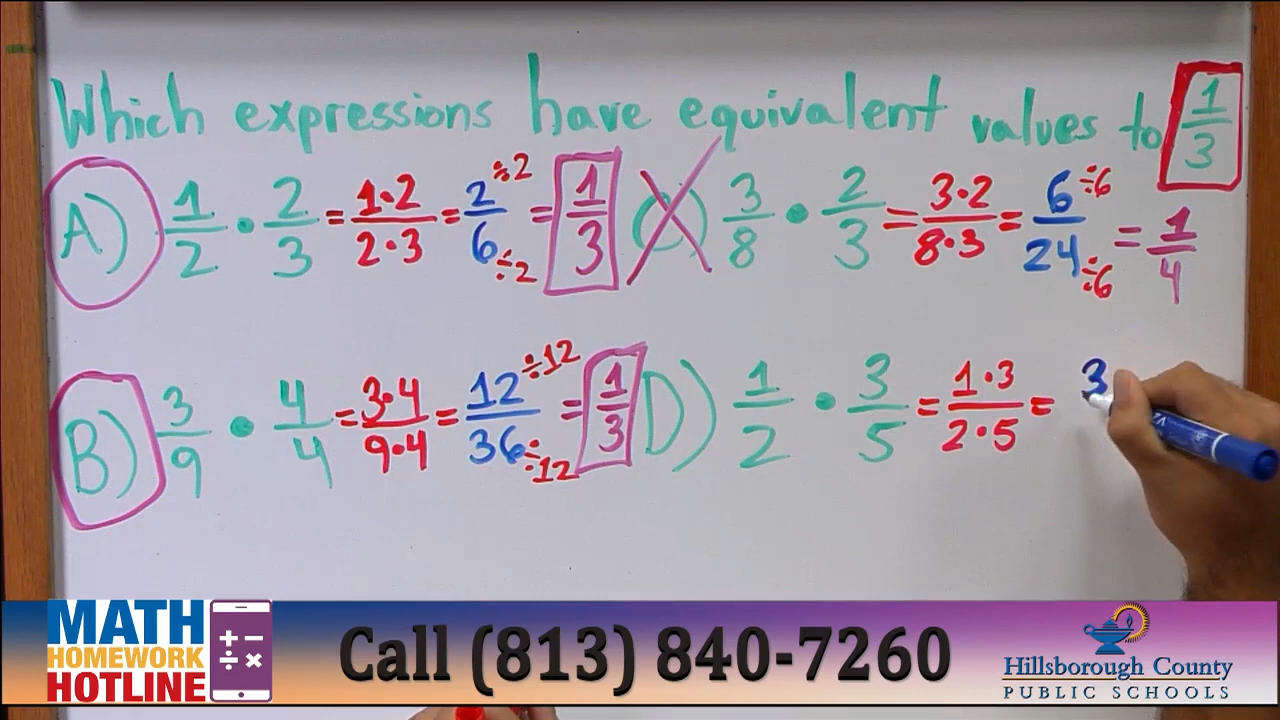 Which expressions have equivalent values to 1/3
A) 1/2 • 2/3 = 1•2/2•3 = 2/6 ÷2 ÷2 = 1/3
C) 3/8 • 2/3 = 3•2/8•3 = 6/24 ÷6 ÷6 = 1/4
B) 3/9 • 4/4 = 3•4/9•4 = 12/36 ÷12 ÷12 = 1/3
D) 1/2 • 3/5 = 1•3/2•5 = 3
MATH
HOMEWORK
HOTLINE
+ − ÷ ×
Call (813) 840-7260
Hillsborough County
PUBLIC SCHOOLS